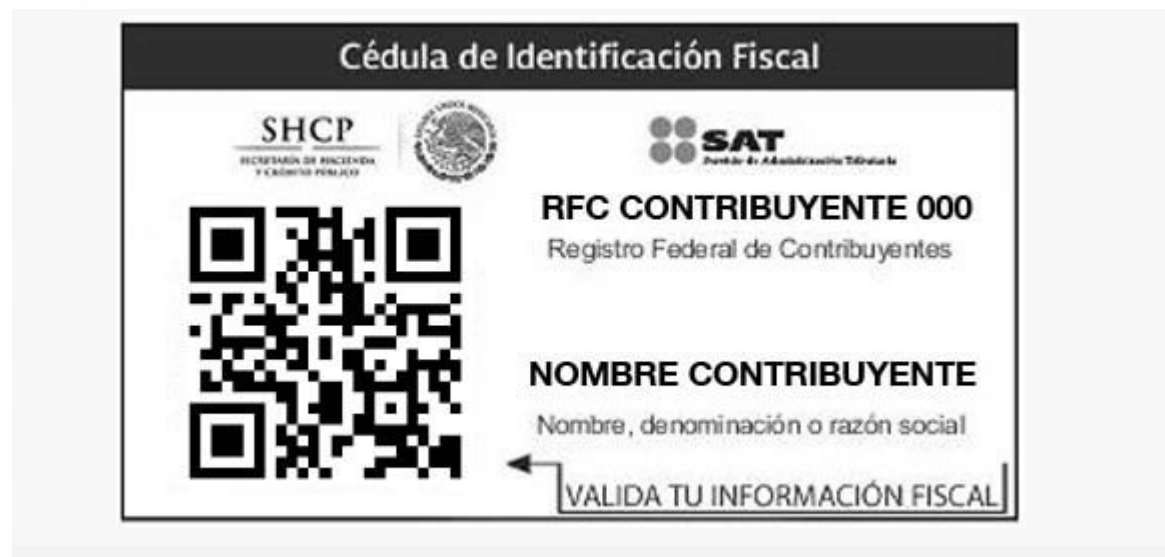 Cédula de Identificación Fiscal
SHCP
SECRETARÍA DE HACIENDA
Y CRÉDITO PÚBLICO
SAT
Servicio de Administración Tributaria
RFC CONTRIBUYENTE 000
Registro Federal de Contribuyentes
NOMBRE CONTRIBUYENTE
Nombre, denominación o razón social
VALIDA TU INFORMACIÓN FISCAL